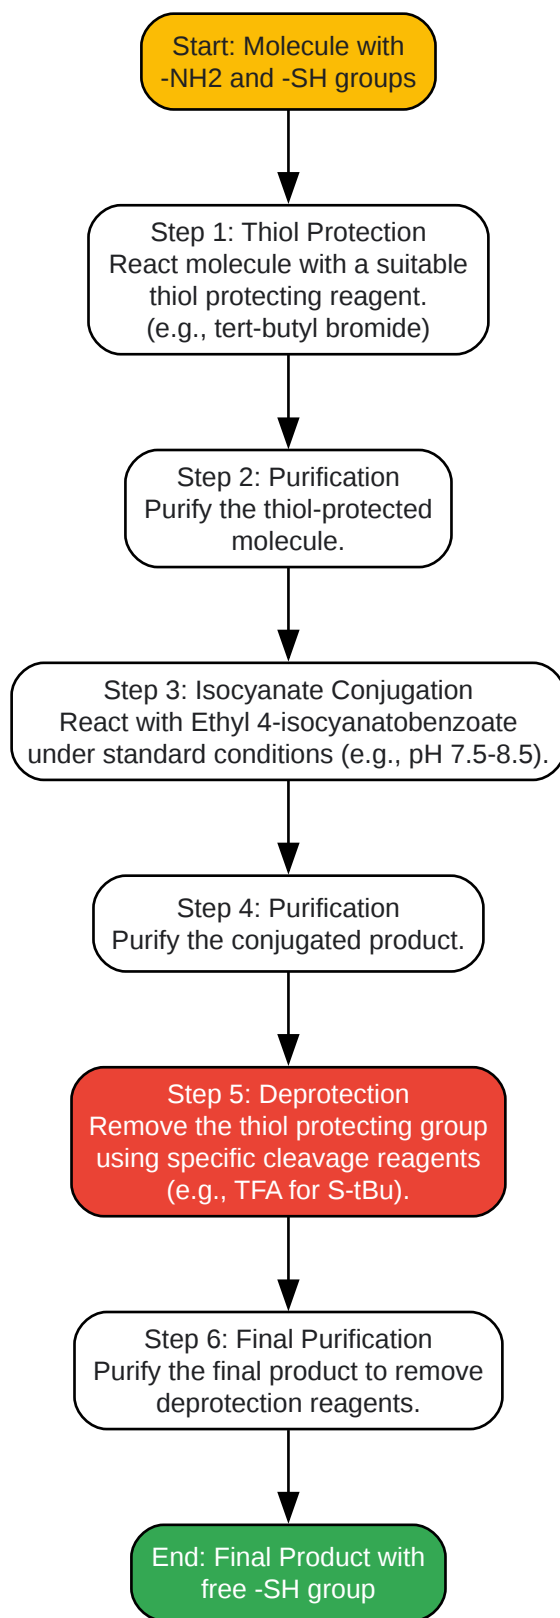 Start: Molecule with
-NH2 and -SH groups
Step 1: Thiol Protection
React molecule with a suitable
thiol protecting reagent.
(e.g., tert-butyl bromide)
Step 2: Purification
Purify the thiol-protected
molecule.
Step 3: Isocyanate Conjugation
React with Ethyl 4-isocyanatobenzoate
under standard conditions (e.g., pH 7.5-8.5).
Step 4: Purification
Purify the conjugated product.
Step 5: Deprotection
Remove the thiol protecting group
using specific cleavage reagents
(e.g., TFA for S-tBu).
Step 6: Final Purification
Purify the final product to remove
deprotection reagents.
End: Final Product with
free -SH group